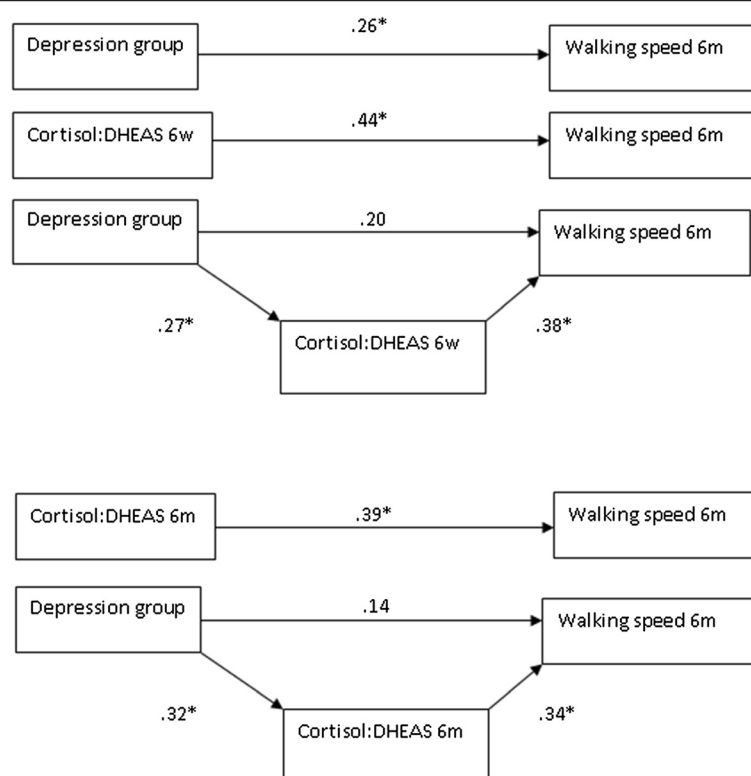 .26*
Depression group
Walking speed 6m
.44*
Cortisol:DHEAS 6w
Walking speed 6m
Depression group
.20
Walking speed 6m
.27*
.38*
Cortisol:DHEAS 6w
Cortisol:DHEAS 6m
.39*
Walking speed 6m
Depression group
.14
Walking speed 6m
.32*
.34*
Cortisol:DHEAS 6m